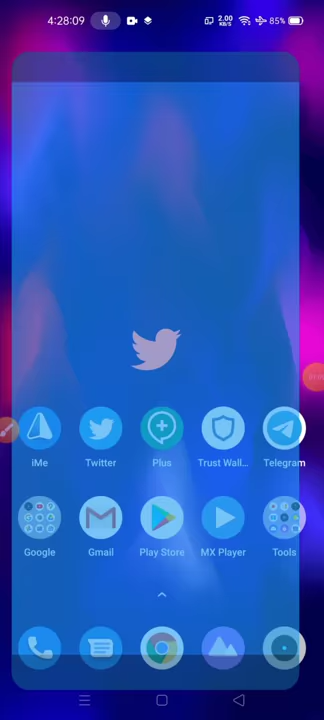 4:28:09
2.00
KB/S
85%
iMe
Twitter
Plus
Trust Wall...
Telegram
Google
Gmail
Play Store
MX Player
Tools